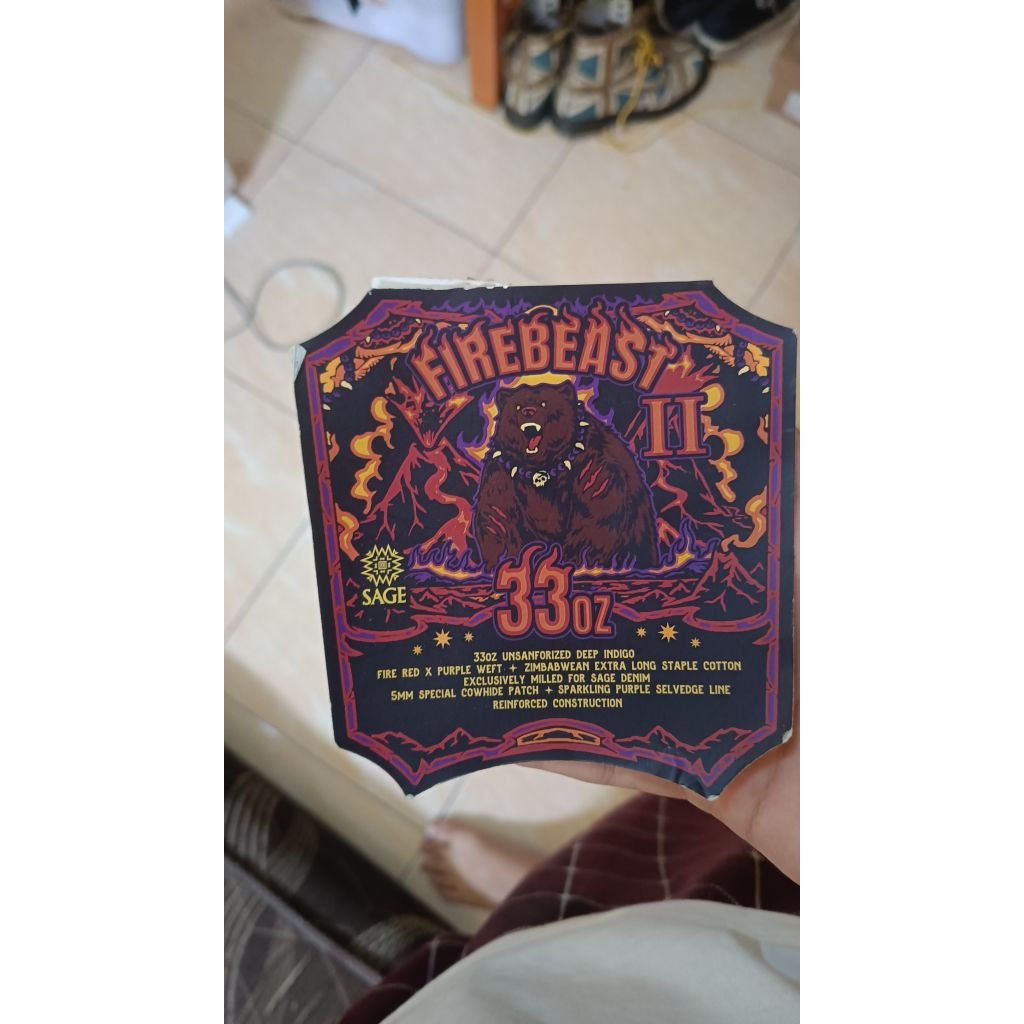 FIREBEAST
II
SAGE
33OZ
33OZ UNSANFORIZED DEEP INDIGO
FIRE RED X PURPLE WEFT + ZIMBABWEAN EXTRA LONG STAPLE COTTON
EXCLUSIVELY MILLED FOR SAGE DENIM
5MM SPECIAL COWHIDE PATCH + SPARKLING PURPLE SELVEDGE LINE
REINFORCED CONSTRUCTION